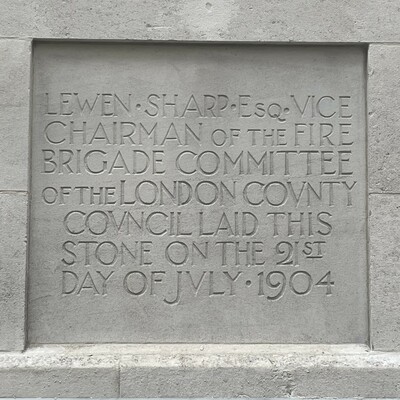 LEWEN·SHARP·ESQ·VICE
CHAIRMAN OF THE FIRE
BRIGADE COMMITTEE
OF THE LONDON COVNTY
COVNCIL LAID THIS
STONE ON THE 21ST
DAY OF JVLY·1904